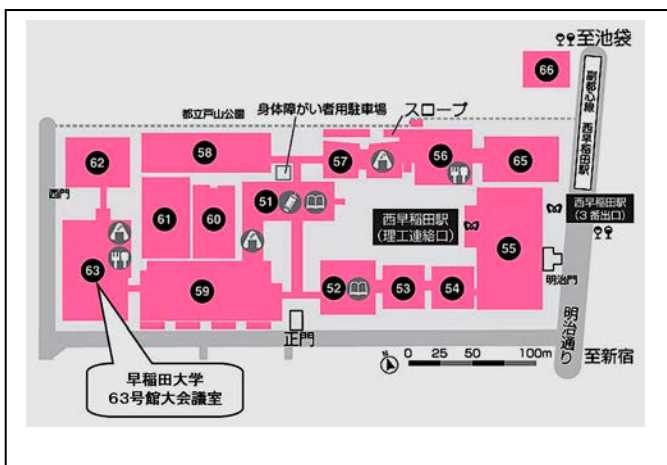 至池袋
副都心線 西早稲田駅
66
都立戸山公園
身体障がい者用駐車場
スロープ
62
58
57
56
65
西門
51
61
60
西早稲田駅
(理工連絡口)
西早稲田駅
(3番出口)
55
63
59
52
53
54
明治門
正門
明治通り
0 25 50 100m
至新宿
N
早稲田大学
63号館大会議室